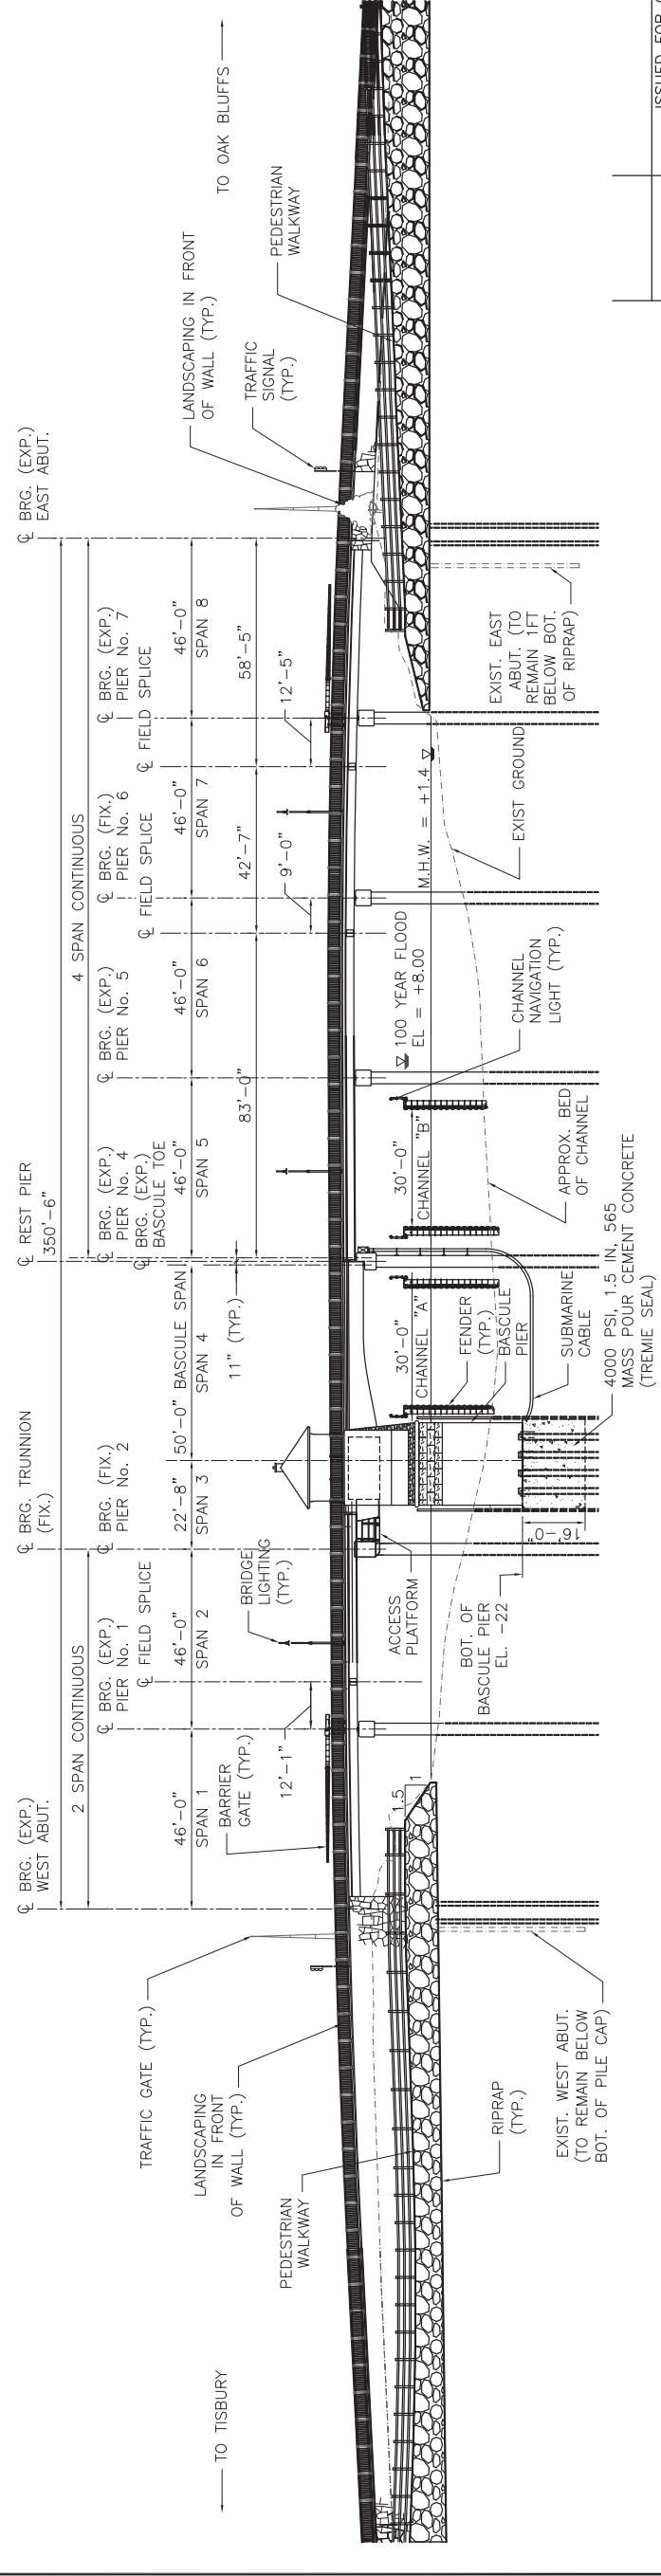 ℄ BRG. (EXP.)
WEST ABUT.
℄ BRG. TRUNNION
(FIX.)
℄ REST PIER
350'-6"
℄ BRG. (EXP.)
EAST ABUT.
2 SPAN CONTINUOUS
4 SPAN CONTINUOUS
℄ BRG. (EXP.)
PIER No. 1
℄ FIELD SPLICE
℄ BRG. (FIX.)
PIER No. 2
℄ BRG. (EXP.)
PIER No. 4
℄ BRG. (EXP.)
BASCULE TOE
℄ BRG. (EXP.)
PIER No. 5
℄ BRG. (FIX.)
PIER No. 6
℄ FIELD SPLICE
℄ BRG. (EXP.)
PIER No. 7
℄ FIELD SPLICE
46'-0"
SPAN 1
46'-0"
SPAN 2
22'-8"
SPAN 3
50'-0" BASCULE SPAN
SPAN 4
46'-0"
SPAN 5
46'-0"
SPAN 6
46'-0"
SPAN 7
46'-0"
SPAN 8
11" (TYP.)
83'-0"
42'-7"
58'-5"
12'-1"
9'-0"
12'-5"
TO TISBURY
TO OAK BLUFFS
TRAFFIC GATE (TYP.)
LANDSCAPING
IN FRONT
OF WALL (TYP.)
PEDESTRIAN
WALKWAY
BARRIER
GATE (TYP.)
BRIDGE
LIGHTING
(TYP.)
LANDSCAPING IN FRONT
OF WALL (TYP.)
TRAFFIC
SIGNAL
(TYP.)
PEDESTRIAN
WALKWAY
1.5
1
ACCESS
PLATFORM
30'-0"
CHANNEL "A"
30'-0"
CHANNEL "B"
100 YEAR FLOOD
EL = +8.00
M.H.W. = +1.4
FENDER
(TYP.)
BASCULE
PIER
BOT. OF
BASCULE PIER
EL. -22
16'-0"
SUBMARINE
CABLE
4000 PSI, 1.5 IN, 565
MASS POUR CEMENT CONCRETE
(TREMIE SEAL)
APPROX. BED
OF CHANNEL
CHANNEL
NAVIGATION
LIGHT (TYP.)
EXIST GROUND
EXIST. EAST
ABUT. (TO
REMAIN 1FT
BELOW BOT.
OF RIPRAP)
RIPRAP
(TYP.)
EXIST. WEST ABUT.
(TO REMAIN BELOW
BOT. OF PILE CAP)
ISSUED FOR